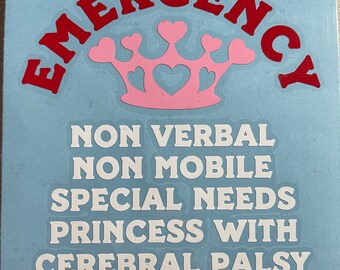 EMERGENCY
NON VERBAL
NON MOBILE
SPECIAL NEEDS
PRINCESS WITH
CEREBRAL PALSY